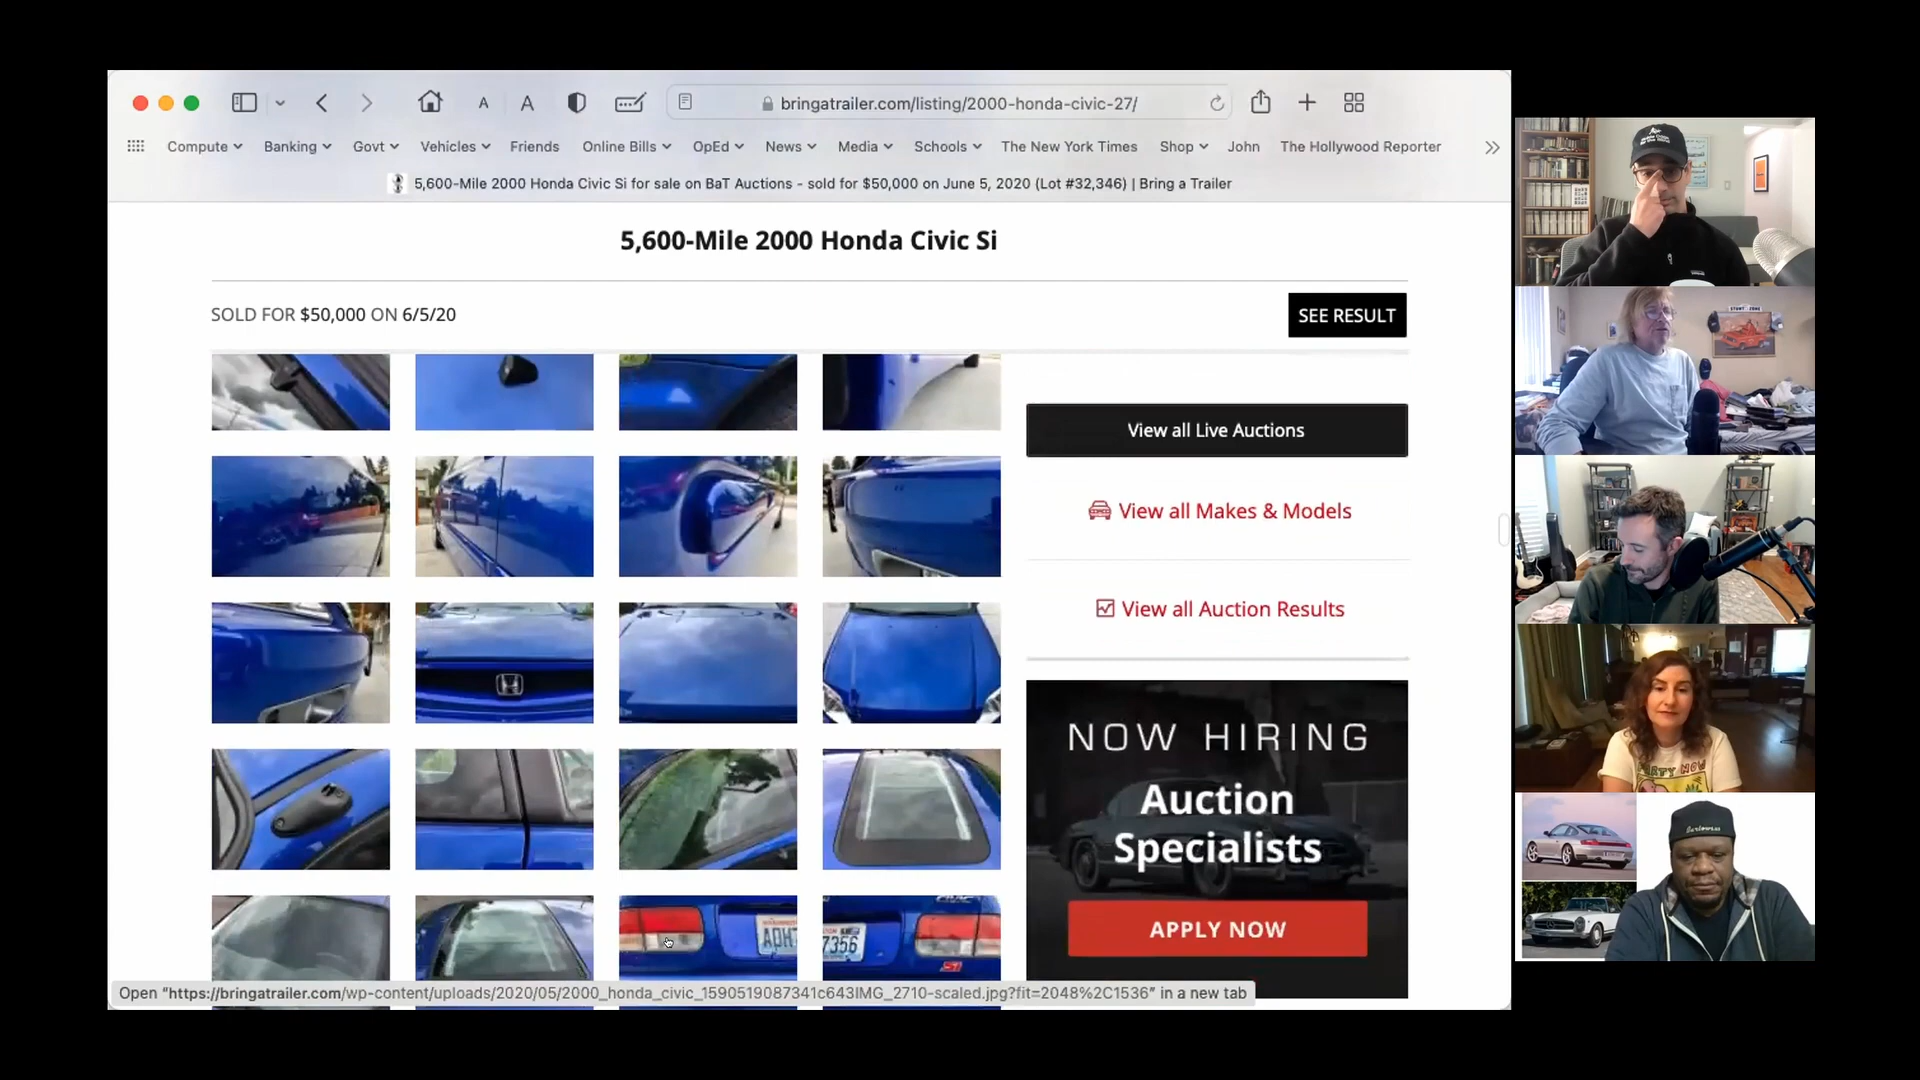 bringatrailer.com/listing/2000-honda-civic-27/
Compute Banking Govt Vehicles Friends Online Bills OpEd News Media Schools The New York Times Shop John The Hollywood Reporter
5,600-Mile 2000 Honda Civic Si for sale on BaT Auctions - sold for $50,000 on June 5, 2020 (Lot #32,346) | Bring a Trailer
5,600-Mile 2000 Honda Civic Si
SOLD FOR $50,000 ON 6/5/20
SEE RESULT
View all Live Auctions
View all Makes & Models
View all Auction Results
NOW HIRING
Auction
Specialists
APPLY NOW
CIVIC
ADH
7356
Si
Open "https://bringatrailer.com/wp-content/uploads/2020/05/2000_honda_civic_1590519087341c643IMG_2710-scaled.jpg?fit=2048%2C1536" in a new tab